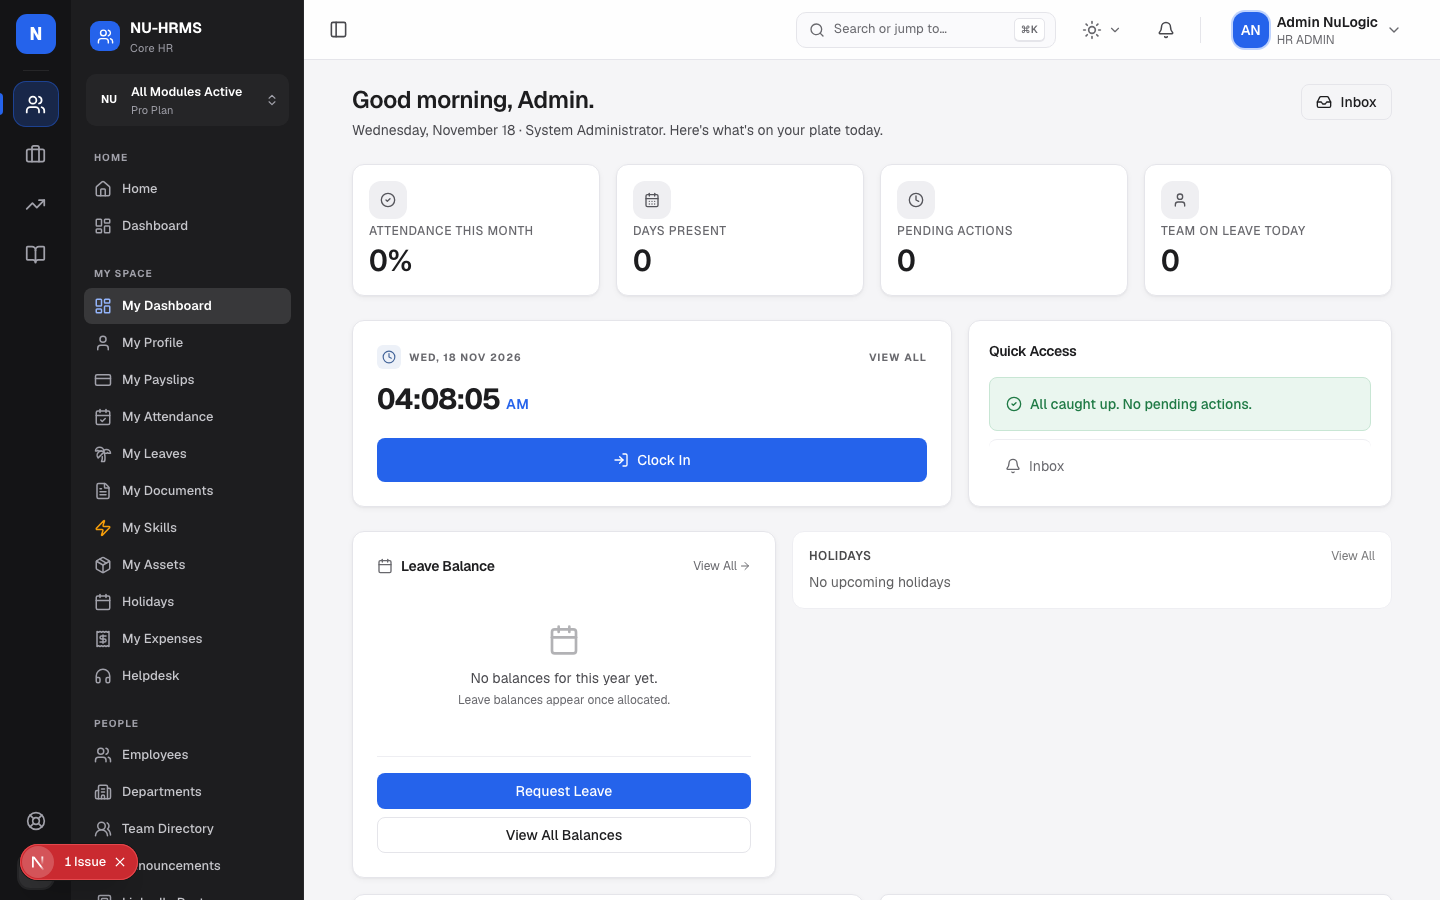 N
NU-HRMS
Core HR
NU
All Modules Active
Pro Plan
HOME
Home
Dashboard
MY SPACE
My Dashboard
My Profile
My Payslips
My Attendance
My Leaves
My Documents
My Skills
My Assets
Holidays
My Expenses
Helpdesk
PEOPLE
Employees
Departments
Team Directory
nouncements
N
1 Issue
Search or jump to...
⌘K
AN
Admin NuLogic
HR ADMIN
Good morning, Admin.
Wednesday, November 18 · System Administrator. Here's what's on your plate today.
Inbox
ATTENDANCE THIS MONTH
0%
DAYS PRESENT
0
PENDING ACTIONS
0
TEAM ON LEAVE TODAY
0
WED, 18 NOV 2026
VIEW ALL
04:08:05 AM
Clock In
Quick Access
All caught up. No pending actions.
Inbox
Leave Balance
View All →
No balances for this year yet.
Leave balances appear once allocated.
Request Leave
View All Balances
HOLIDAYS
View All
No upcoming holidays